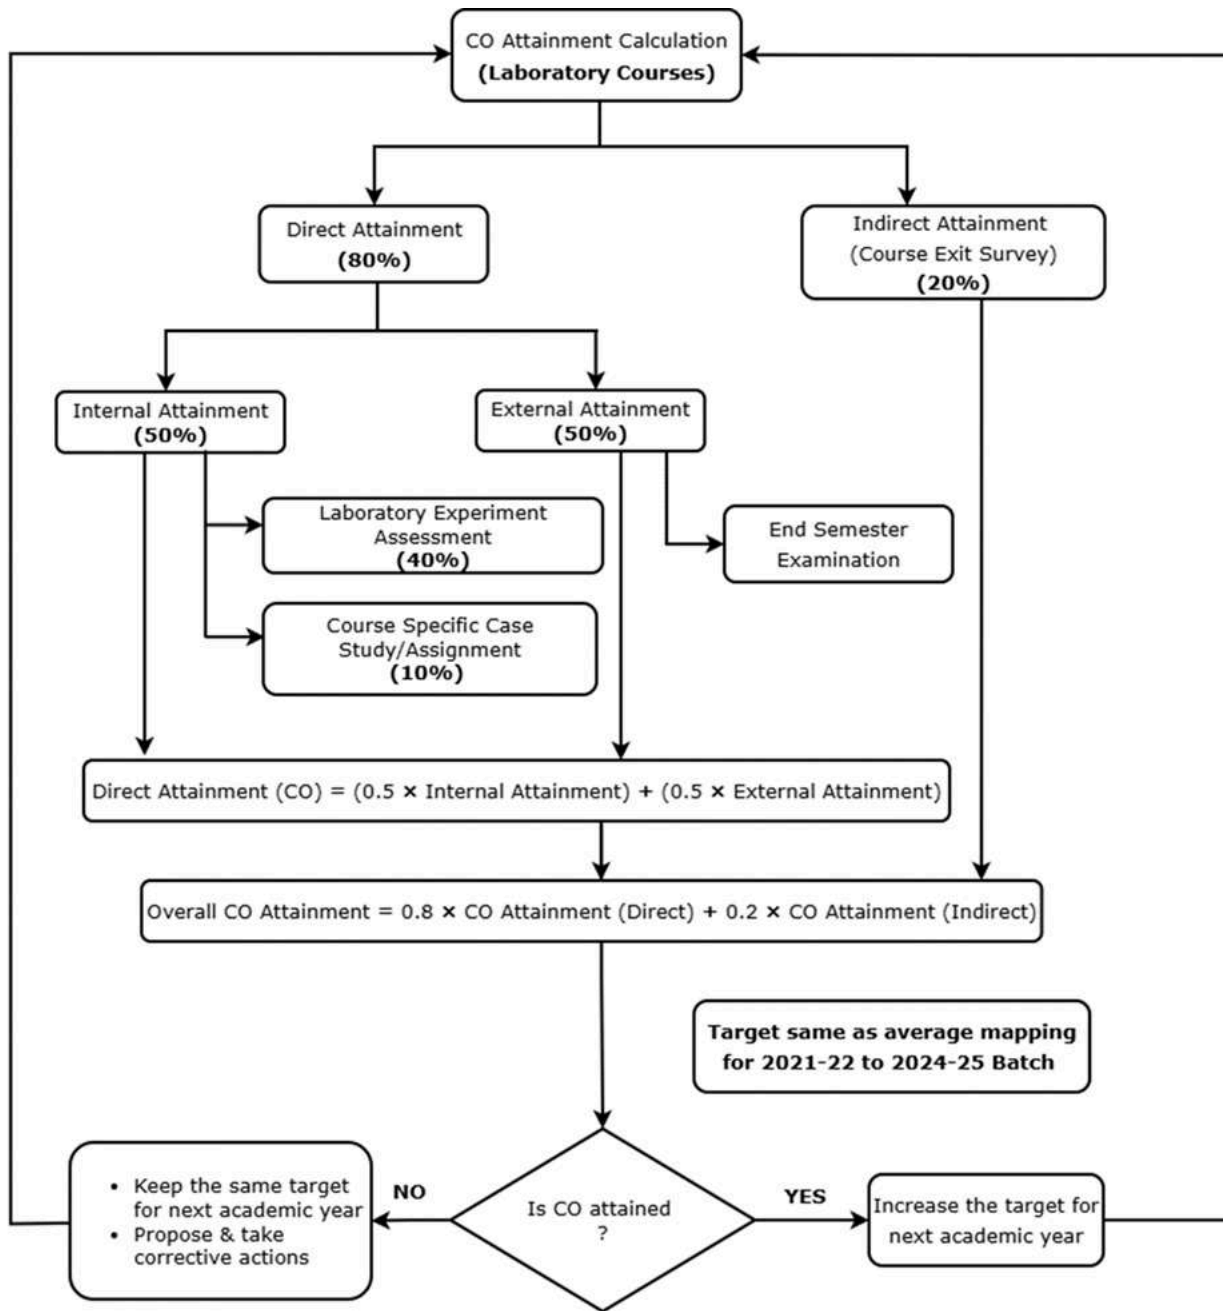 CO Attainment Calculation
(Laboratory Courses)
Direct Attainment
(80%)
Indirect Attainment
(Course Exit Survey)
(20%)
Internal Attainment
(50%)
External Attainment
(50%)
Laboratory Experiment
Assessment
(40%)
End Semester
Examination
Course Specific Case
Study/Assignment
(10%)
Direct Attainment (CO) = (0.5 × Internal Attainment) + (0.5 × External Attainment)
Overall CO Attainment = 0.8 × CO Attainment (Direct) + 0.2 × CO Attainment (Indirect)
Target same as average mapping
for 2021-22 to 2024-25 Batch
• Keep the same target
for next academic year
• Propose & take
corrective actions
NO
Is CO attained
?
YES
Increase the target for
next academic year